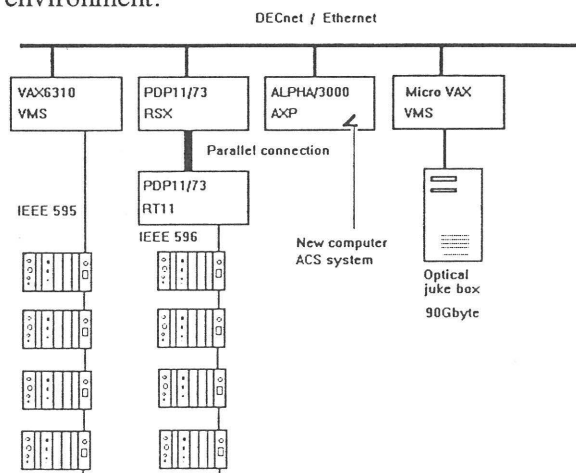 environment.
DECnet / Ethernet
VAX6310
VMS
PDP11/73
RSX
ALPHA/3000
AXP
Micro VAX
VMS
Parallel connection
PDP11/73
RT11
IEEE 595
IEEE 596
New computer
ACS system
Optical
juke box
90Gbyte